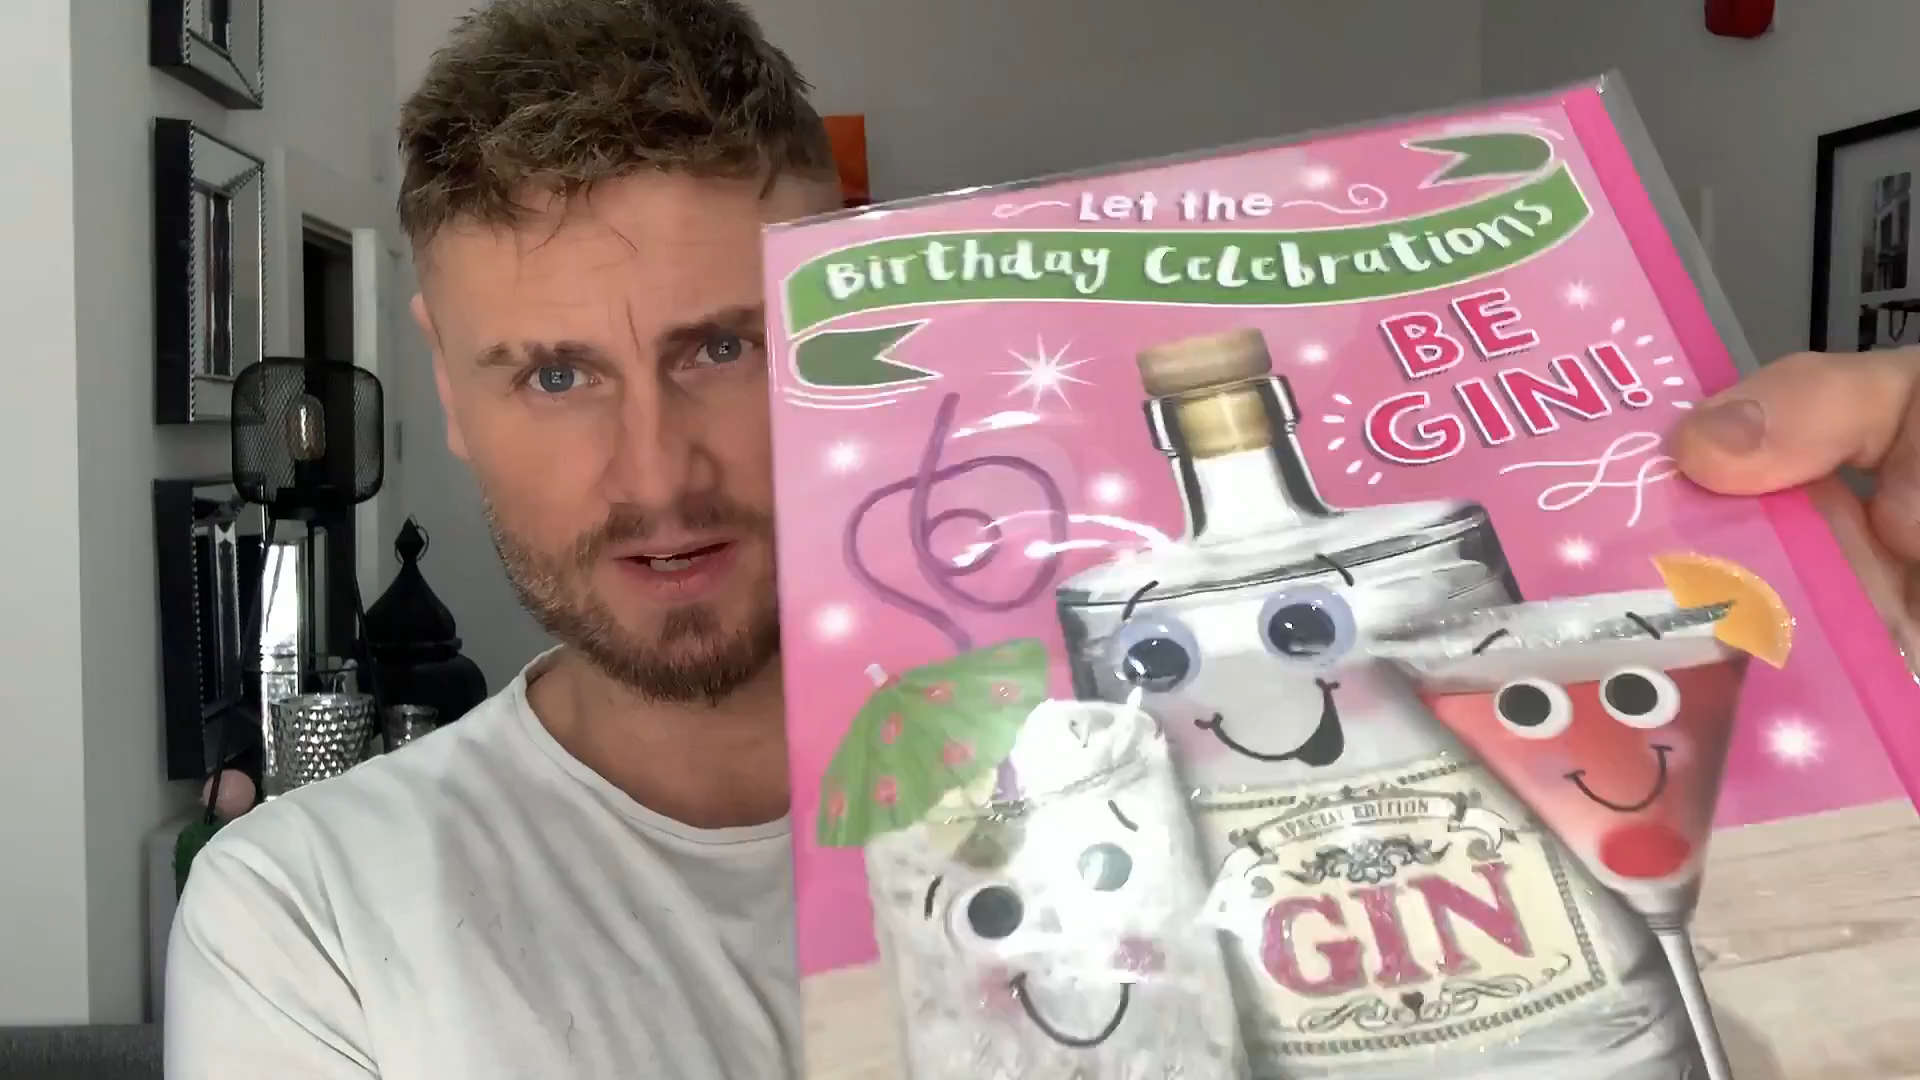 Let the
Birthday Celebrations
BE
GIN!
SPECIAL EDITION
GIN